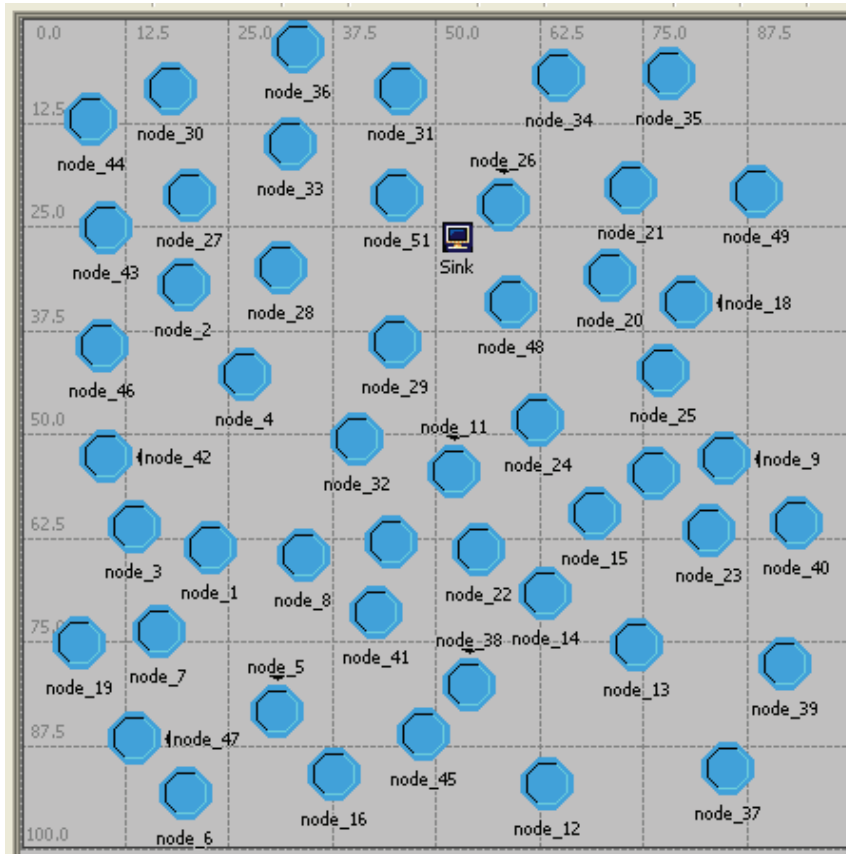 0.0 12.5 25.0 37.5 50.0 62.5 75.0 87.5
node_36
node_34
node_35
12.5
node_30
node_31
node_44
node_33
node_26
25.0
node_27
node_51
node_21
node_49
node_43
Sink
node_2
node_28
node_18
node_20
37.5
node_48
node_46
node_29
node_4
node_25
50.0
node_11
node_42
node_24
node_9
node_32
62.5
node_15
node_3
node_23
node_40
node_1
node_8
node_22
node_14
75.0
node_41
node_38
node_19
node_7
node_5
node_13
node_39
87.5
node_47
node_45
node_16
node_37
node_6
node_12
100.0